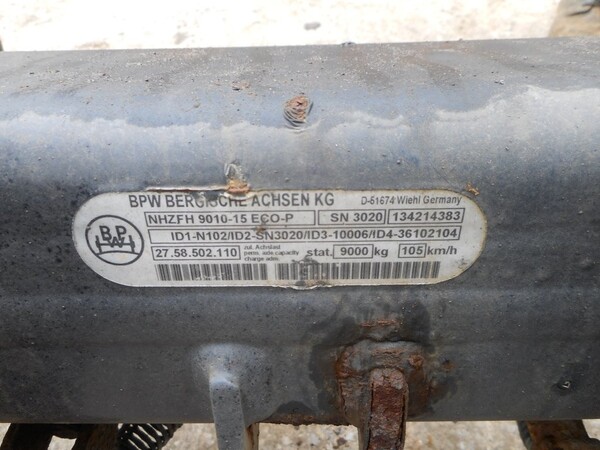 BPW BERGISCHE ACHSEN KG D-51674 Wiehl Germany
NHZFH 9010-15 ECO-P SN 3020 134214383
ID1-N102/ID2-SN3020/ID3-10006/ID4-36102104
27.58.502.110 zul. Achslast perm. axle capacity charge adm. stat. 9000 kg 105 km/h
BPW